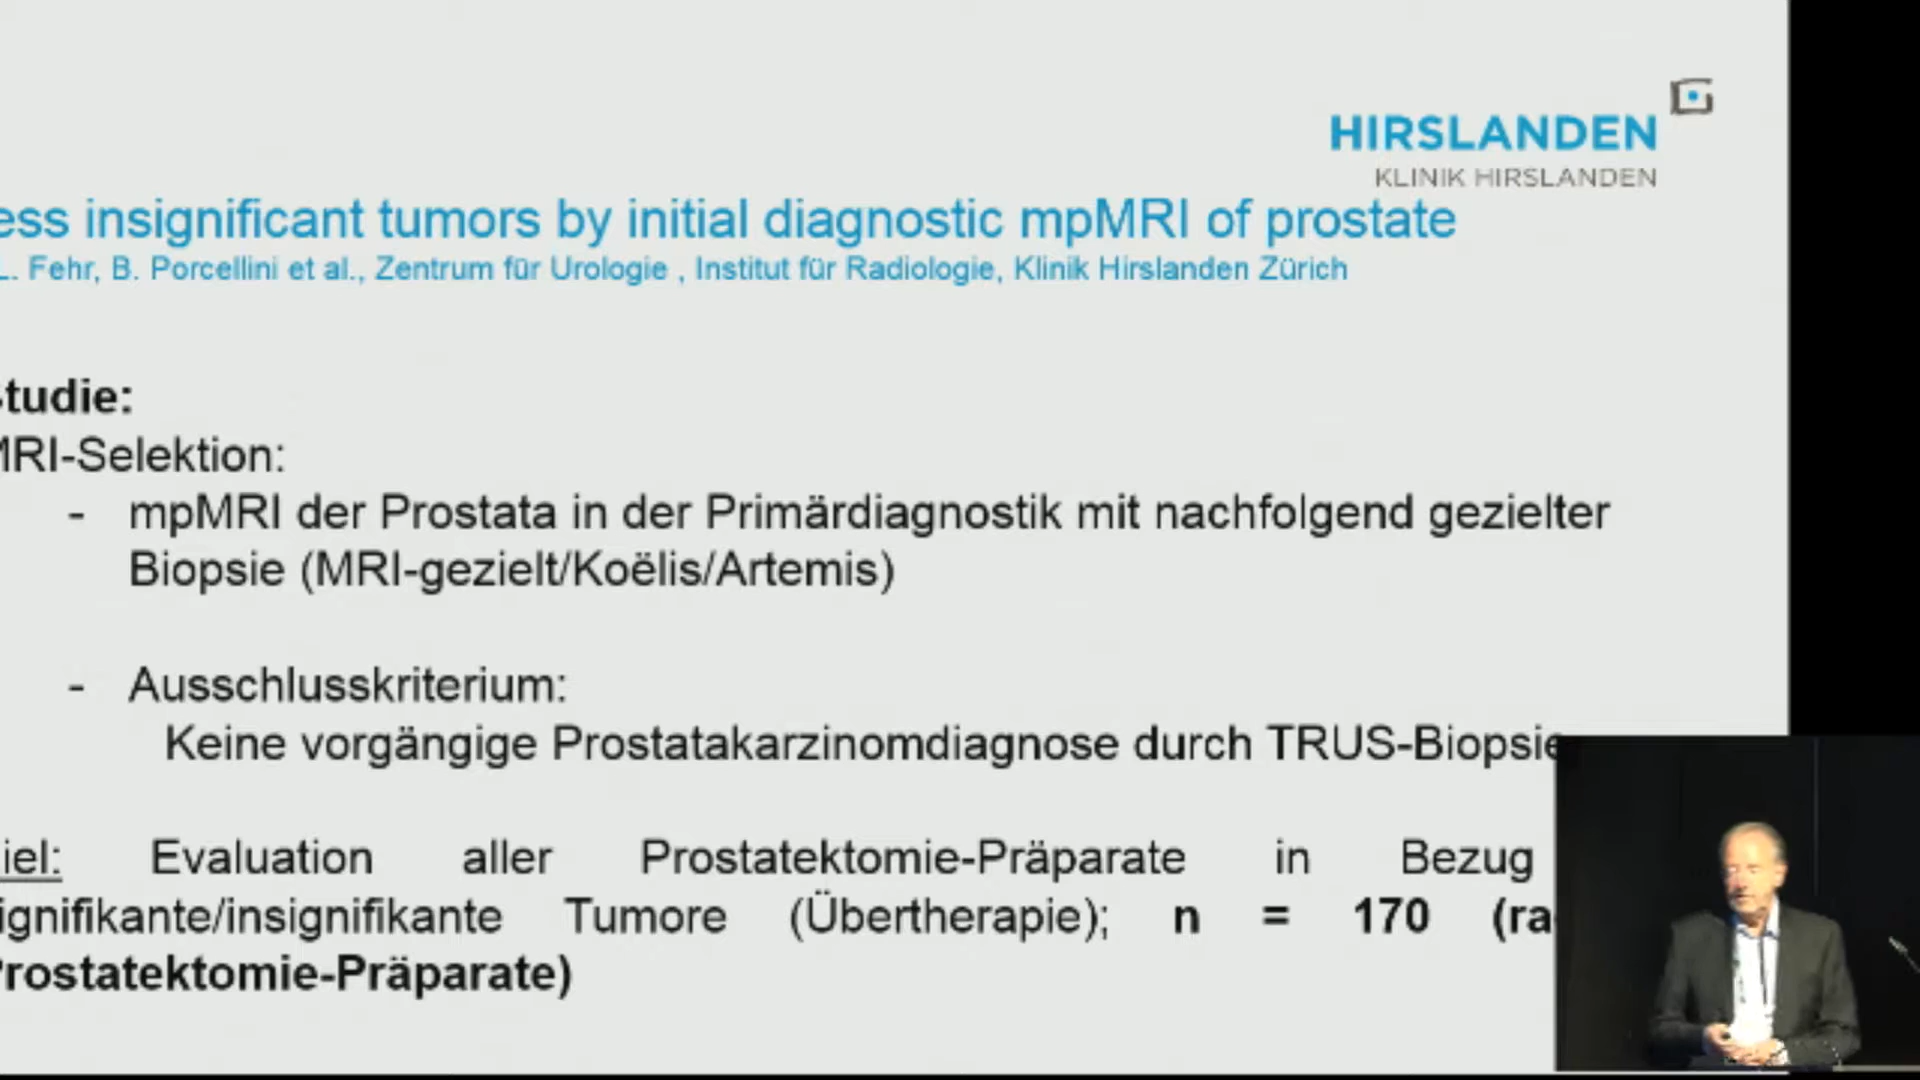 HIRSLANDEN
KLINIK HIRSLANDEN
ess insignificant tumors by initial diagnostic mpMRI of prostate
L. Fehr, B. Porcellini et al., Zentrum für Urologie , Institut für Radiologie, Klinik Hirslanden Zürich
tudie:
MRI-Selektion:
- mpMRI der Prostata in der Primärdiagnostik mit nachfolgend gezielter
Biopsie (MRI-gezielt/Koëlis/Artemis)
- Ausschlusskriterium:
Keine vorgängige Prostatakarzinomdiagnose durch TRUS-Biopsie
iel: Evaluation aller Prostatektomie-Präparate in Bezug
ignifikante/insignifikante Tumore (Übertherapie); n = 170 (ra
Prostatektomie-Präparate)